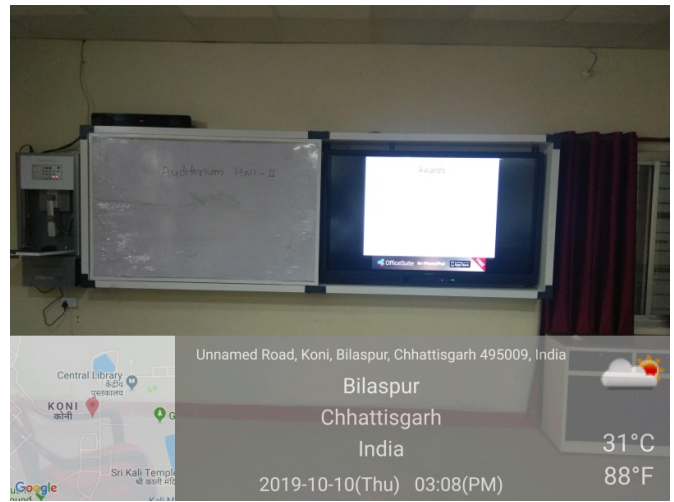 Auditorium Hall - II
Awards
OfficeSuite
Unnamed Road, Koni, Bilaspur, Chhattisgarh 495009, India
Bilaspur
Chhattisgarh
India
2019-10-10(Thu) 03:08(PM)
31°C
88°F
Central Library
केंद्रीय
पुस्तकालय
KONI
कोनी
Sri Kali Temple
श्री काली मंदि
Google
Kali M